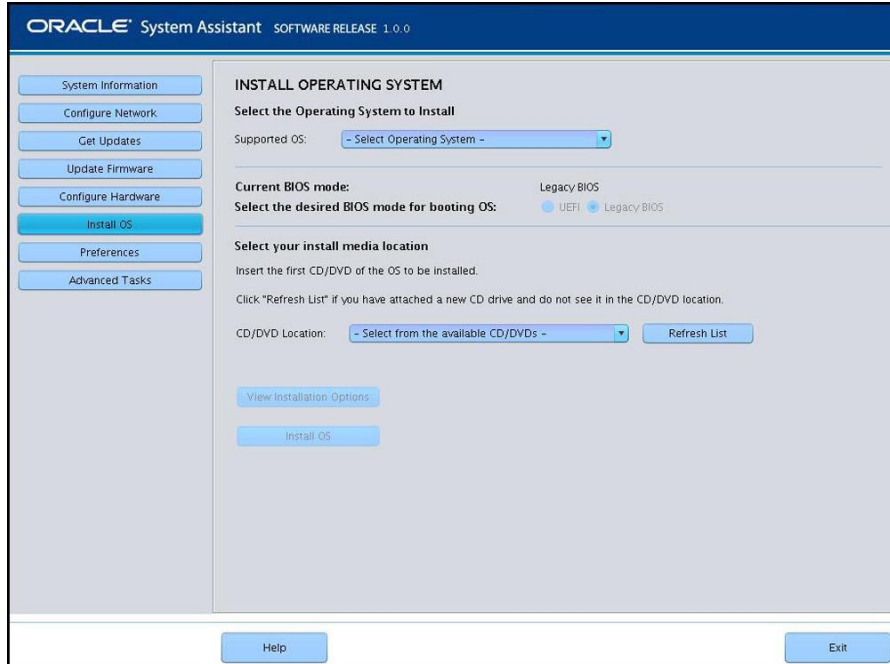 ORACLE System Assistant SOFTWARE RELEASE 1.0.0
System Information
Configure Network
Get Updates
Update Firmware
Configure Hardware
Install OS
Preferences
Advanced Tasks
INSTALL OPERATING SYSTEM
Select the Operating System to Install
Supported OS: - Select Operating System -
Current BIOS mode: Legacy BIOS
Select the desired BIOS mode for booting OS: UEFI Legacy BIOS
Select your install media location
Insert the first CD/DVD of the OS to be installed.
Click "Refresh List" if you have attached a new CD drive and do not see it in the CD/DVD location.
CD/DVD Location: - Select from the available CD/DVDs - Refresh List
View Installation Options
Install OS
Help Exit